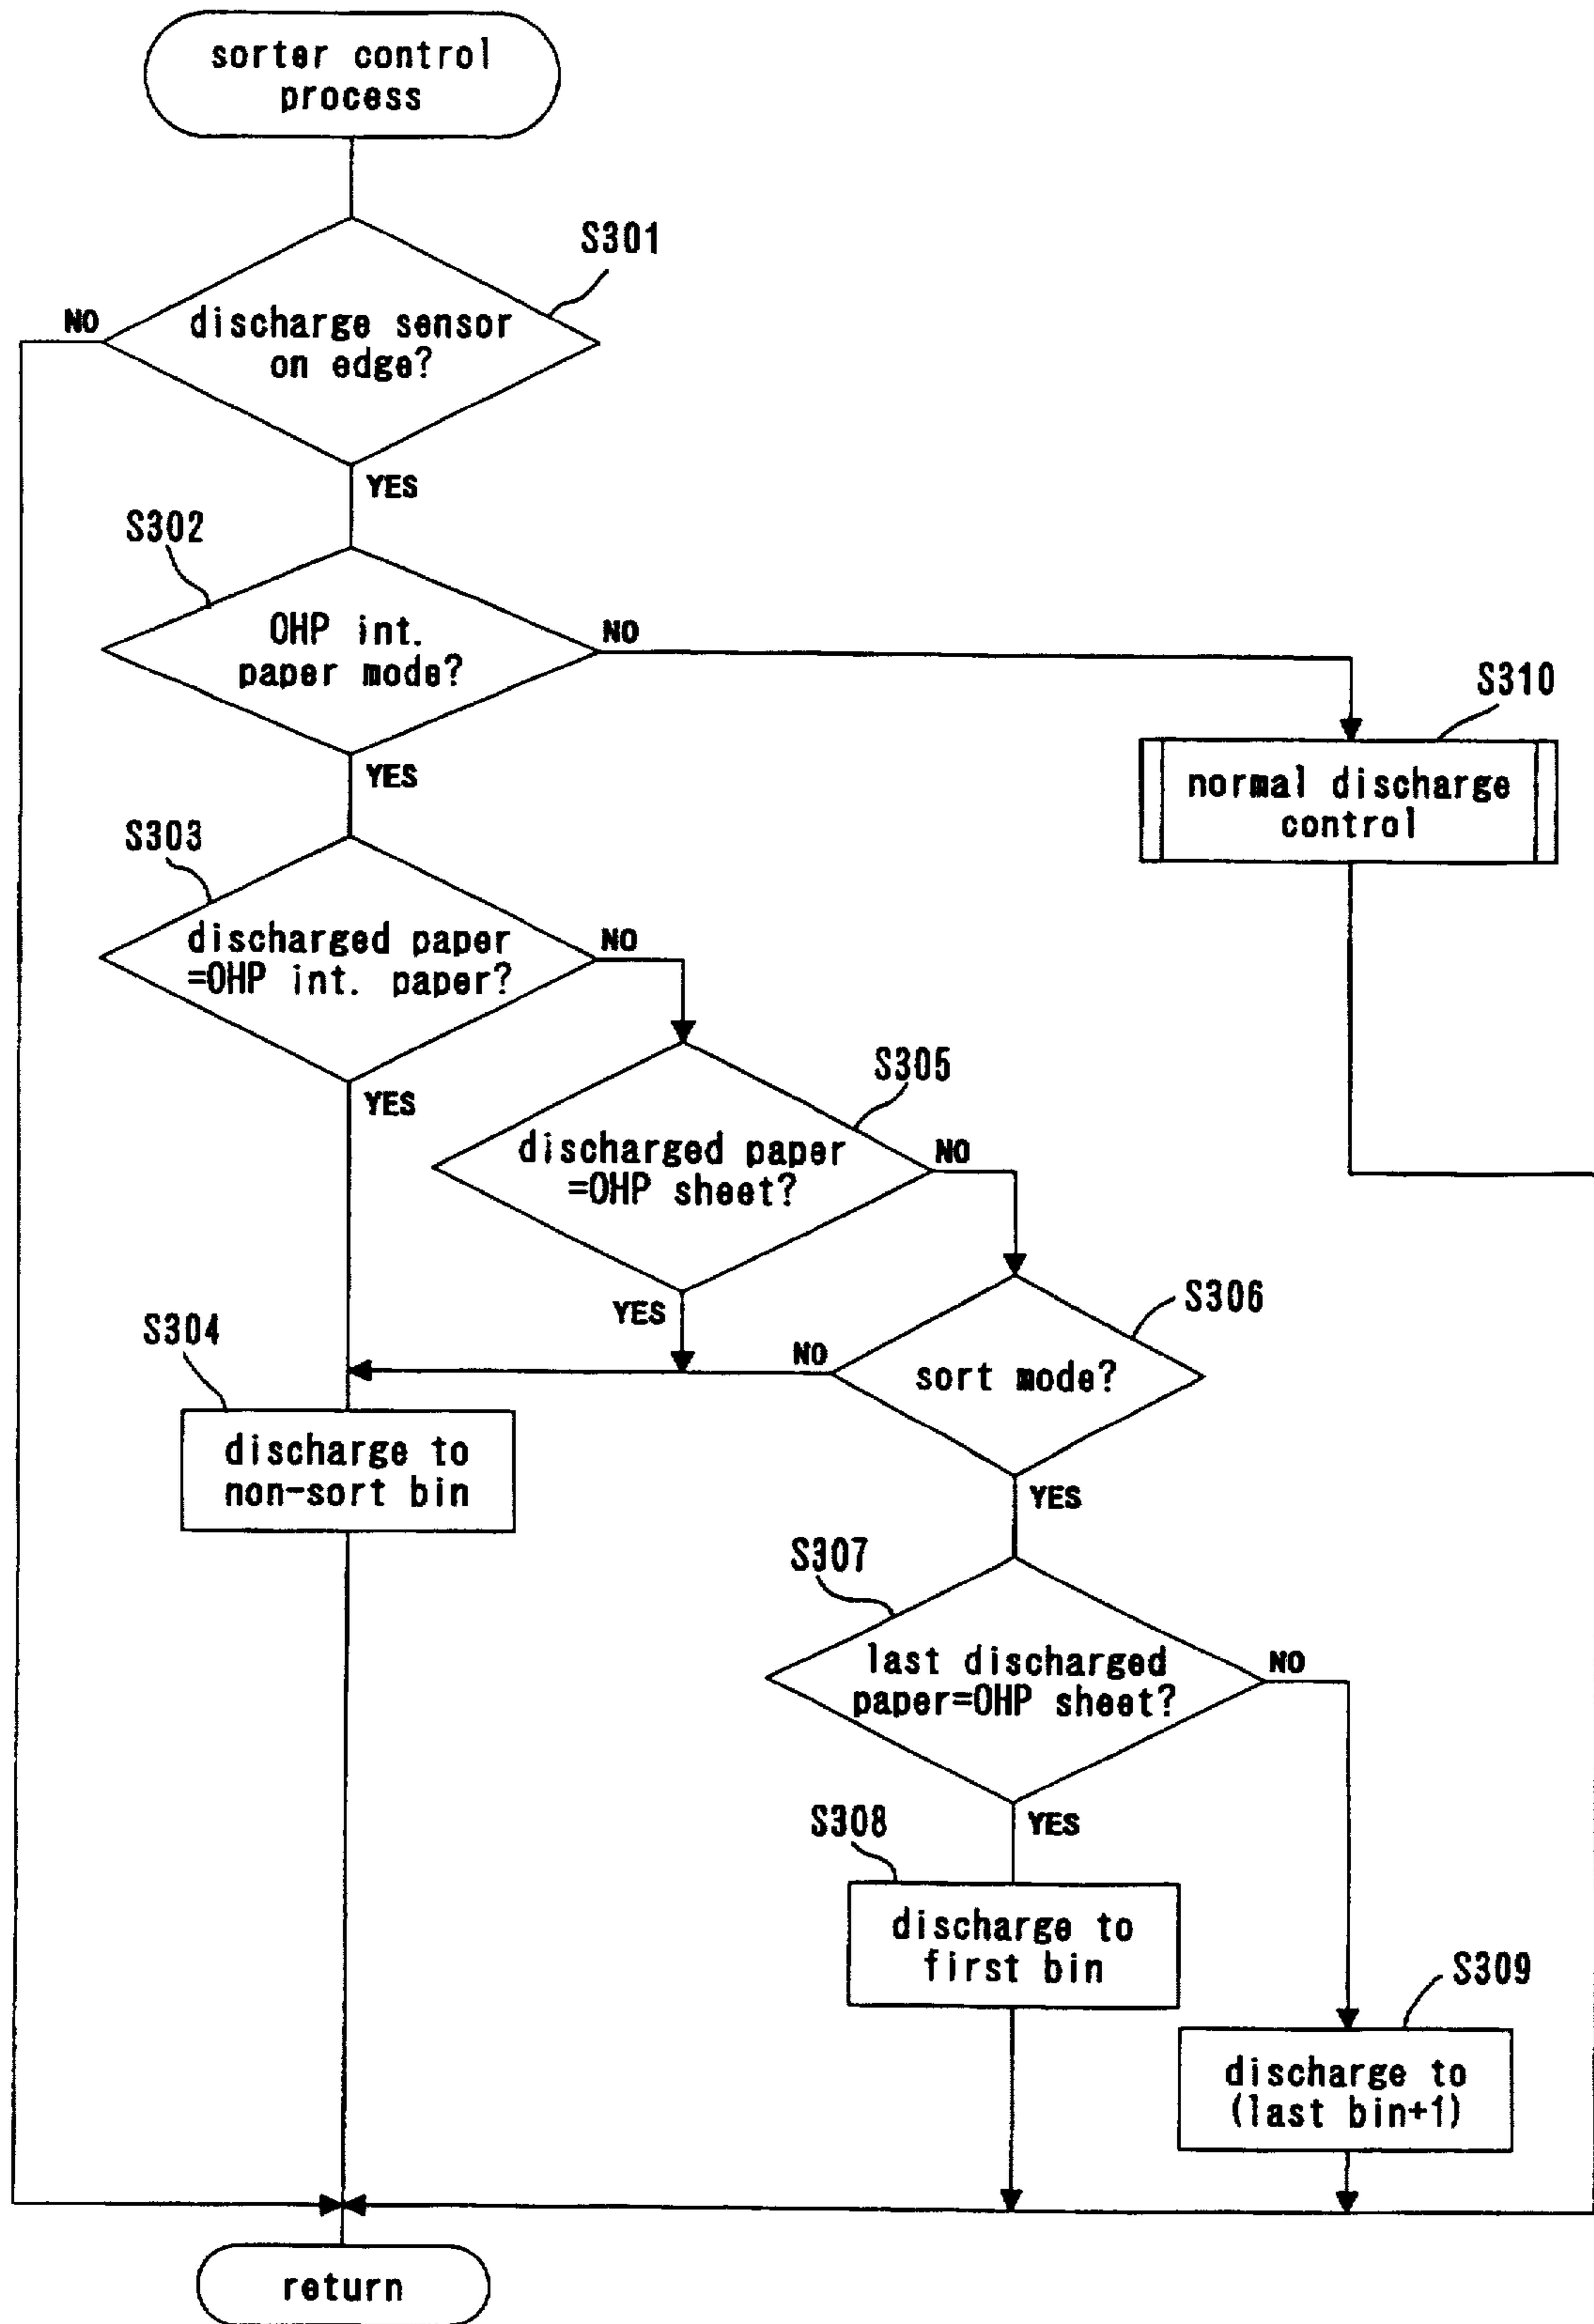 sorter control
process
S301
NO
discharge sensor
on edge?
YES
S302
OHP int.
paper mode?
NO
S310
YES
normal discharge
control
S303
discharged paper
=OHP int. paper?
NO
YES
S305
discharged paper
=OHP sheet?
NO
YES
S306
S304
NO
sort mode?
discharge to
non-sort bin
YES
S307
last discharged
paper=OHP sheet?
NO
S308
YES
discharge to
first bin
S309
discharge to
(last bin+1)
return